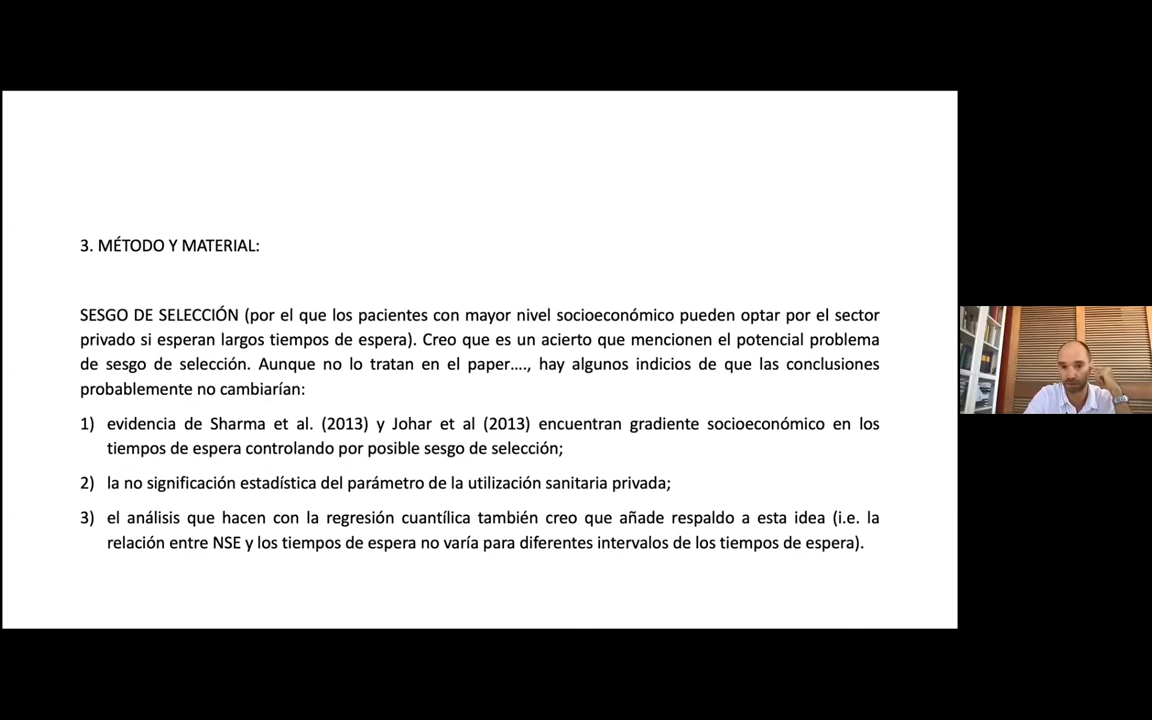 3. MÉTODO Y MATERIAL:
SESGO DE SELECCIÓN (por el que los pacientes con mayor nivel socioeconómico pueden optar por el sector
privado si esperan largos tiempos de espera). Creo que es un acierto que mencionen el potencial problema
de sesgo de selección. Aunque no lo tratan en el paper…., hay algunos indicios de que las conclusiones
probablemente no cambiarían:
1) evidencia de Sharma et al. (2013) y Johar et al (2013) encuentran gradiente socioeconómico en los
tiempos de espera controlando por posible sesgo de selección;
2) la no significación estadística del parámetro de la utilización sanitaria privada;
3) el análisis que hacen con la regresión cuantílica también creo que añade respaldo a esta idea (i.e. la
relación entre NSE y los tiempos de espera no varía para diferentes intervalos de los tiempos de espera).